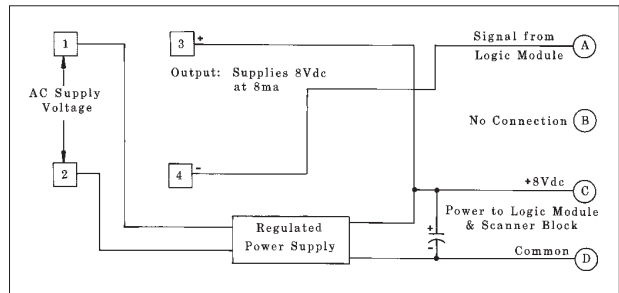 1
3
+
Signal from
Logic Module
A
Output: Supplies 8Vdc
at 8ma
AC Supply
Voltage
No Connection
B
2
4
-
+8Vdc
C
Regulated
Power Supply
+
-
Power to Logic Module
& Scanner Block
Common
D